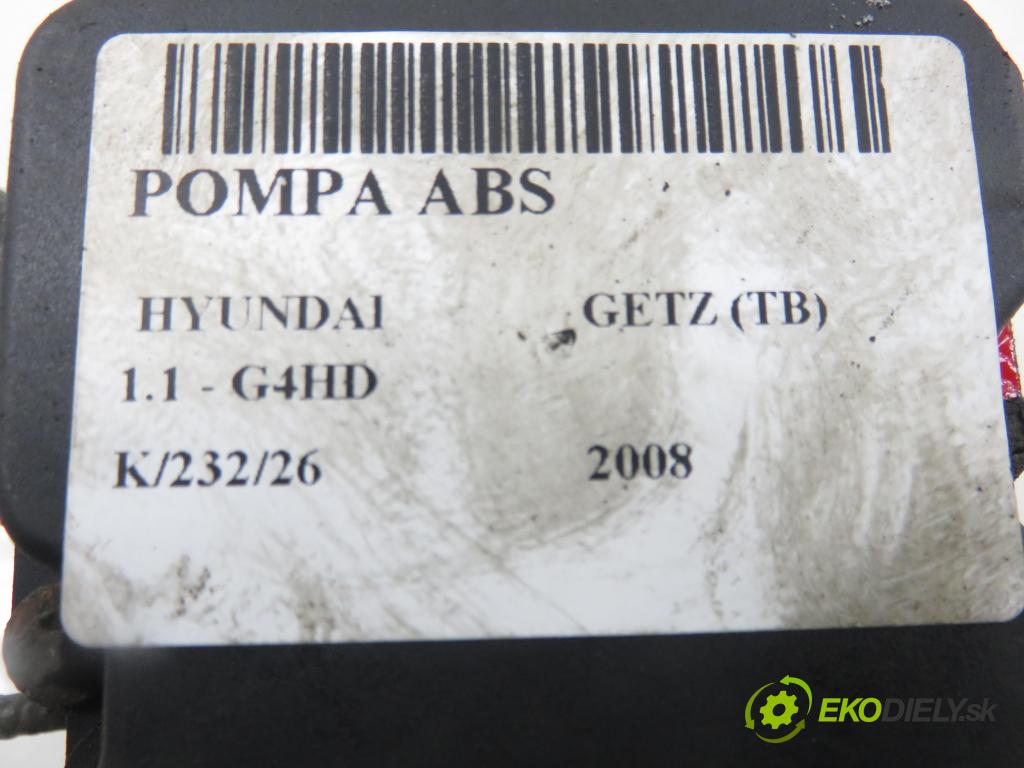 POMPA ABS
HYUNDAI GETZ (TB)
1.1 - G4HD
K/232/26 2008
EKODIELY.sk